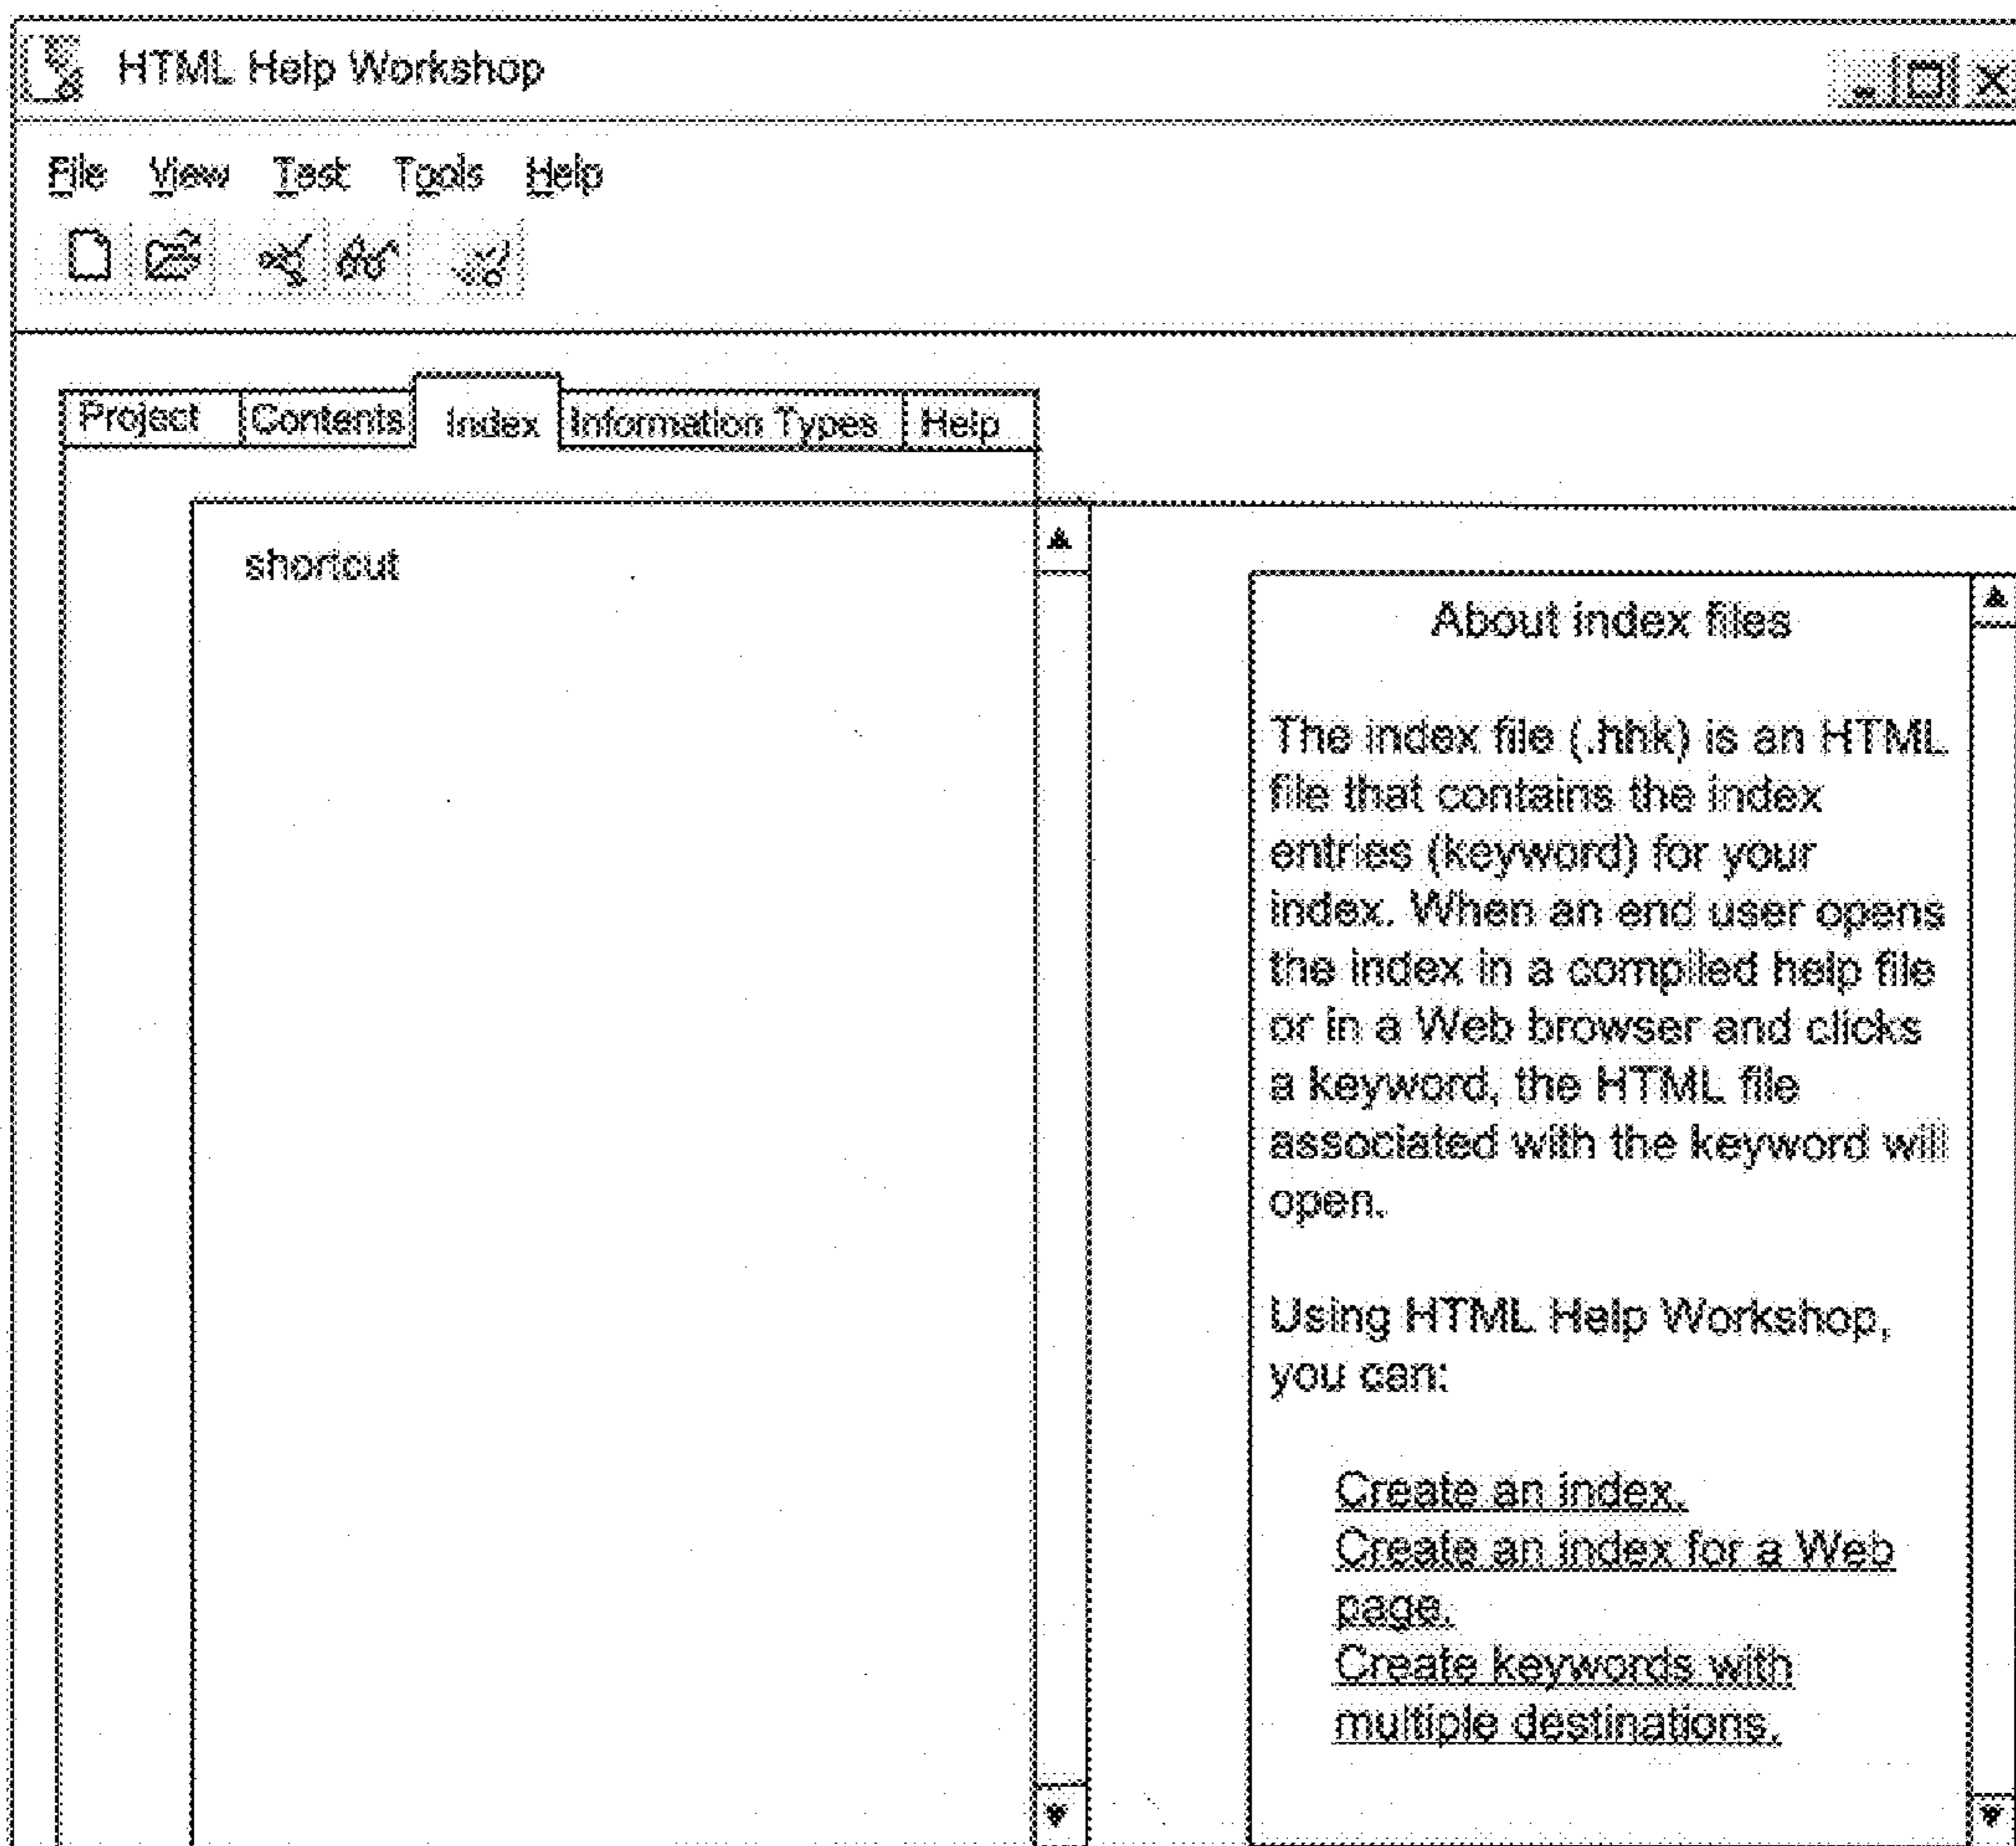 HTML Help Workshop
File View Test Tools Help
Project Contents Index Information Types Help
shortcut
About index files
The index file (.hhk) is an HTML
file that contains the index
entries (keyword) for your
index. When an end user opens
the index in a compiled help file
or in a Web browser and clicks
a keyword, the HTML file
associated with the keyword will
open.
Using HTML Help Workshop,
you can:
Create an index.
Create an index for a Web
page.
Create keywords with
multiple destinations.